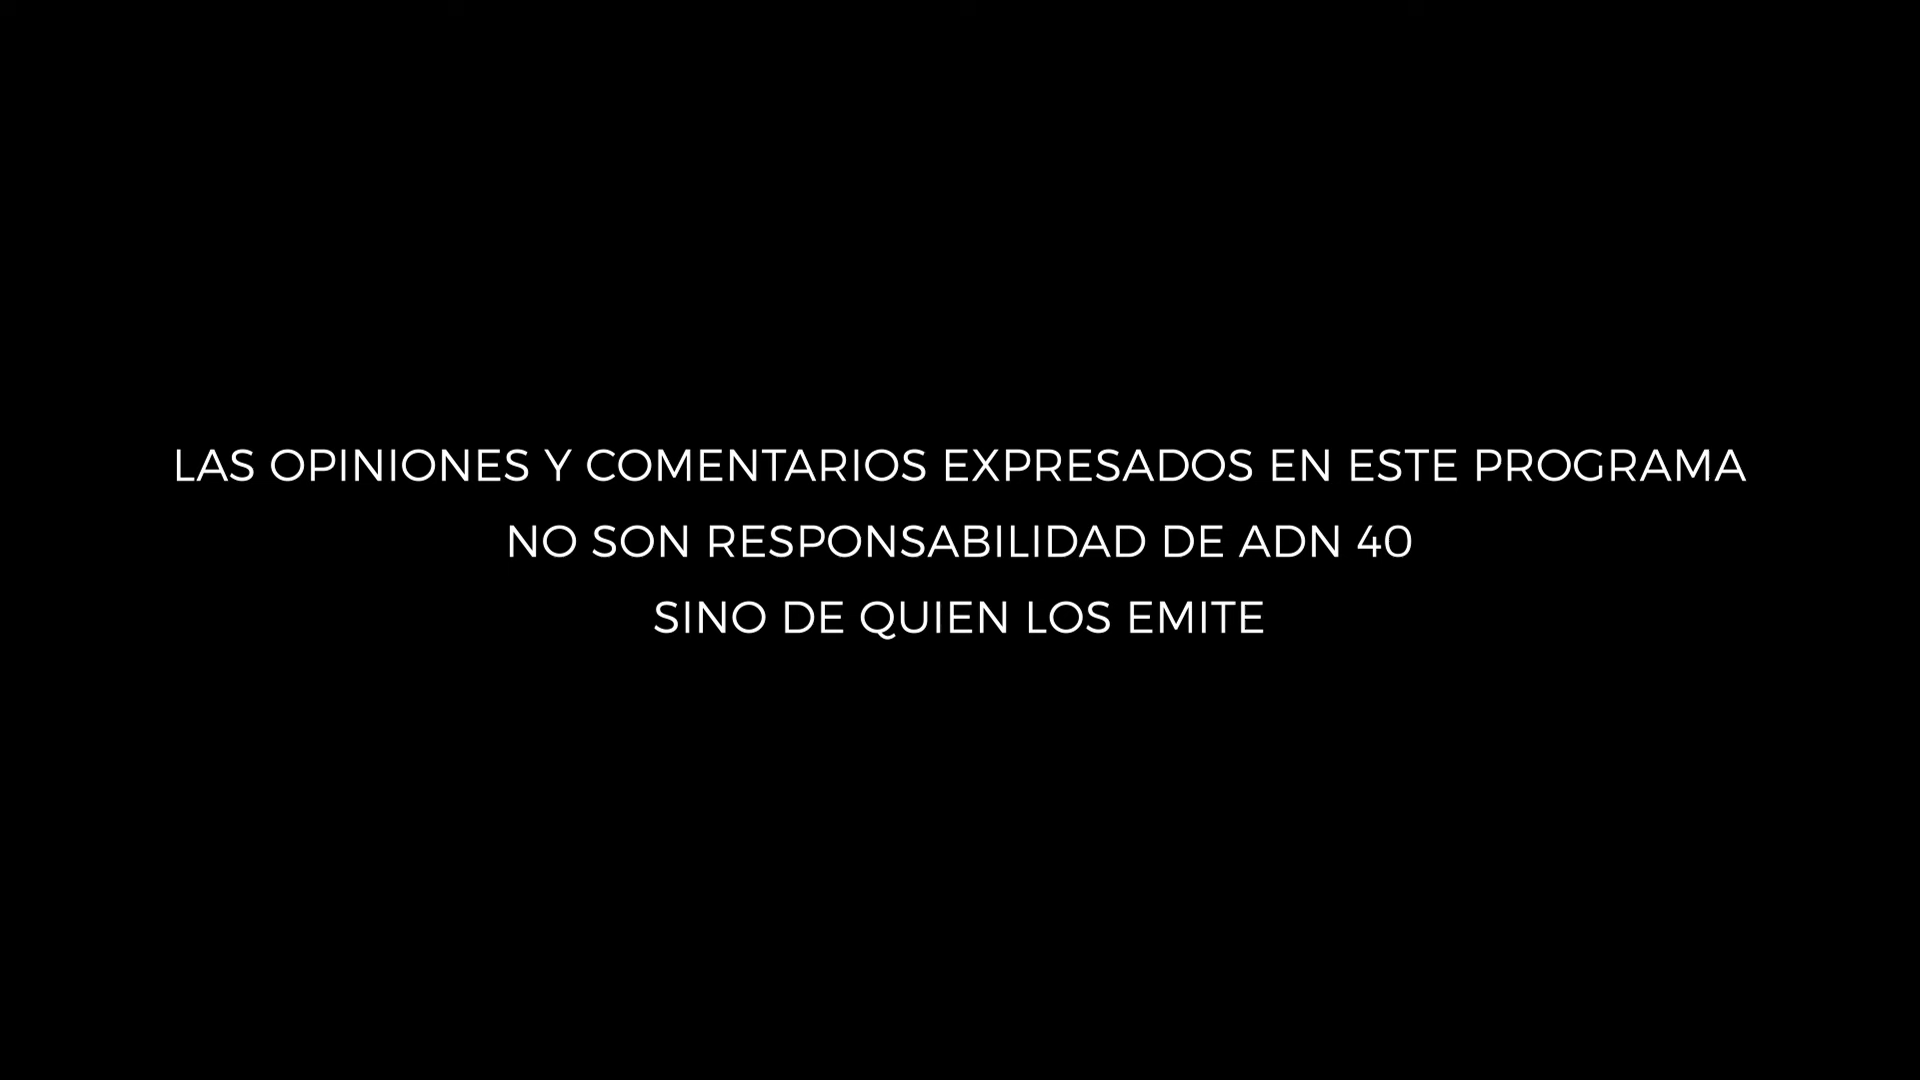 LAS OPINIONES Y COMENTARIOS EXPRESADOS EN ESTE PROGRAMA
NO SON RESPONSABILIDAD DE ADN 40
SINO DE QUIEN LOS EMITE